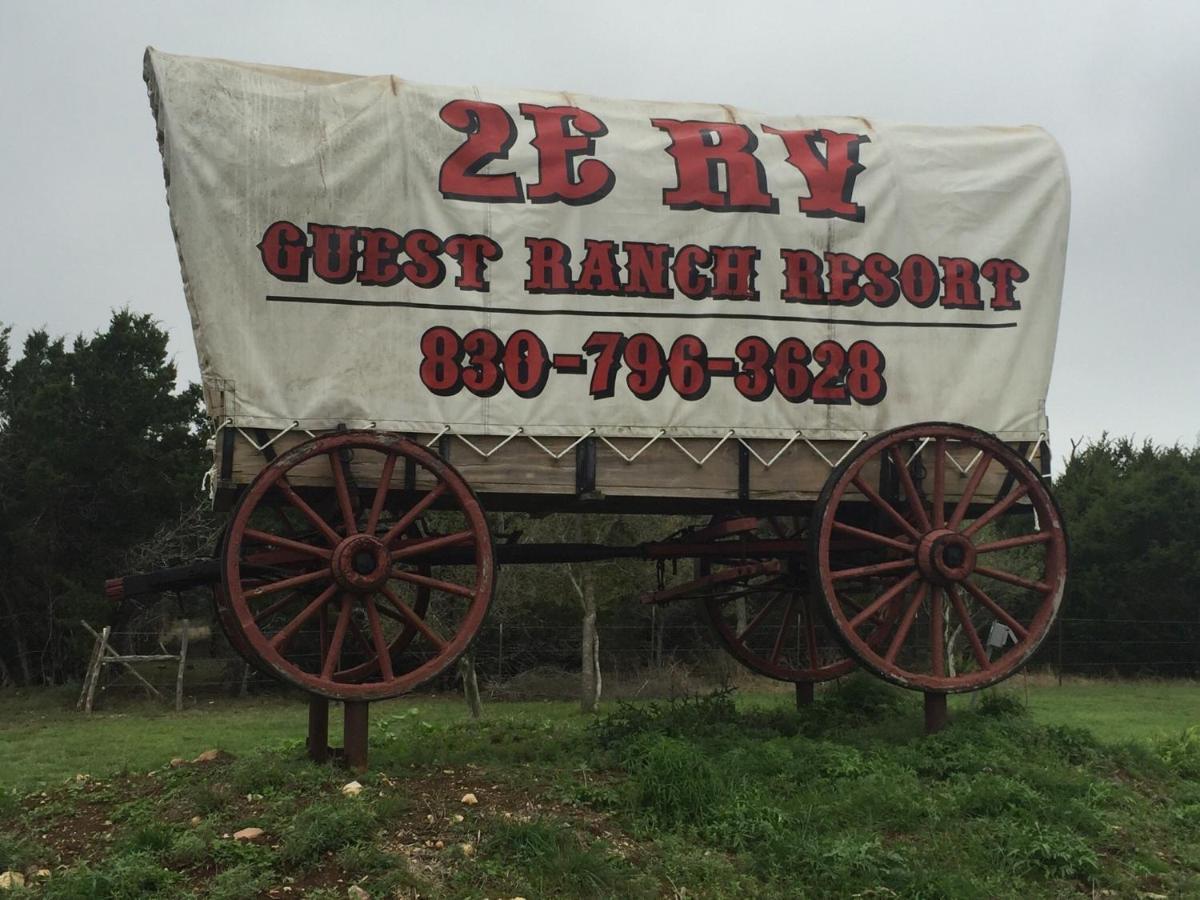 2E RV
GUEST RANCH RESORT
830-796-3628